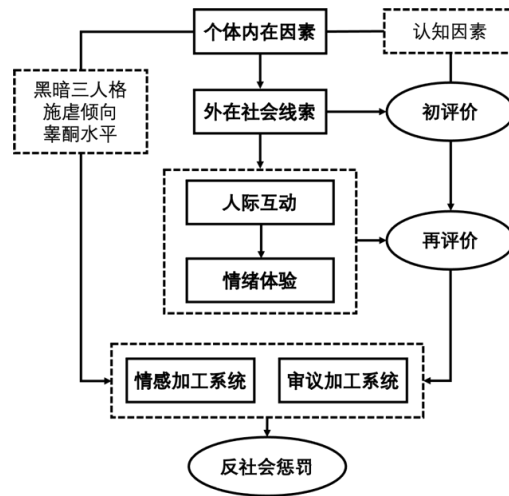 个体内在因素
认知因素
黑暗三人格
施虐倾向
睾酮水平
外在社会线索
初评价
人际互动
再评价
情绪体验
情感加工系统
审议加工系统
反社会惩罚